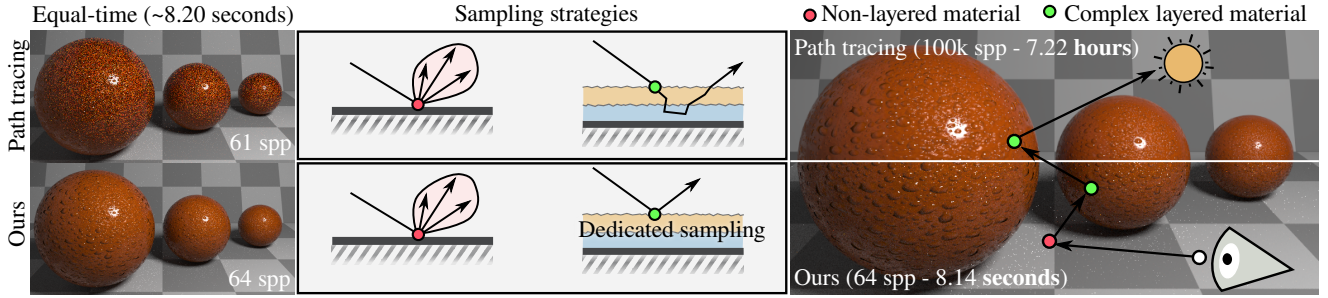 Equal-time (~8.20 seconds)
Sampling strategies
Non-layered material
Complex layered material
Path tracing
61 spp
Path tracing (100k spp - 7.22 hours)
Ours
64 spp
Dedicated sampling
Ours (64 spp - 8.14 seconds)